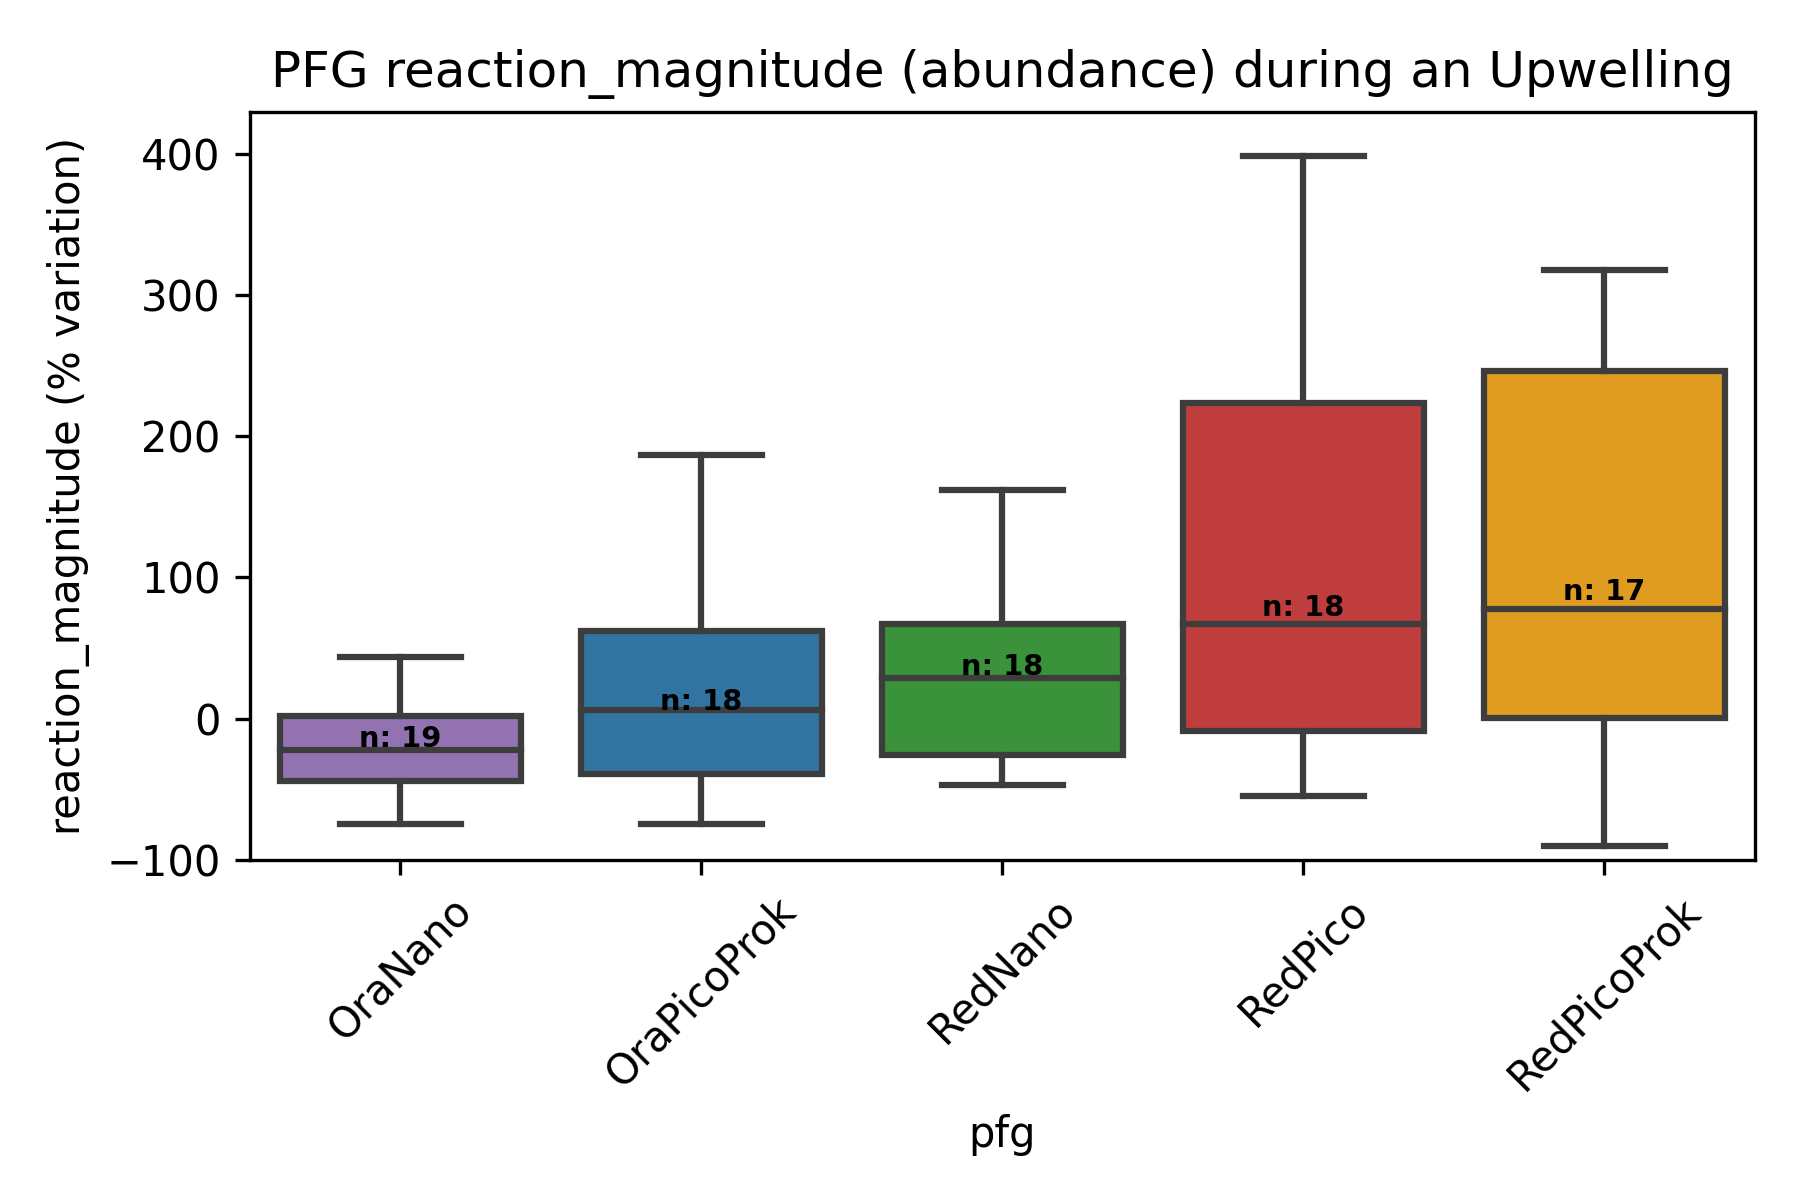 PFG reaction_magnitude (abundance) during an Upwelling
reaction_magnitude (% variation)
400
300
200
100
0
−100
n: 19
n: 18
n: 18
n: 18
n: 17
OraNano
OraPicoProk
RedNano
RedPico
RedPicoProk
pfg